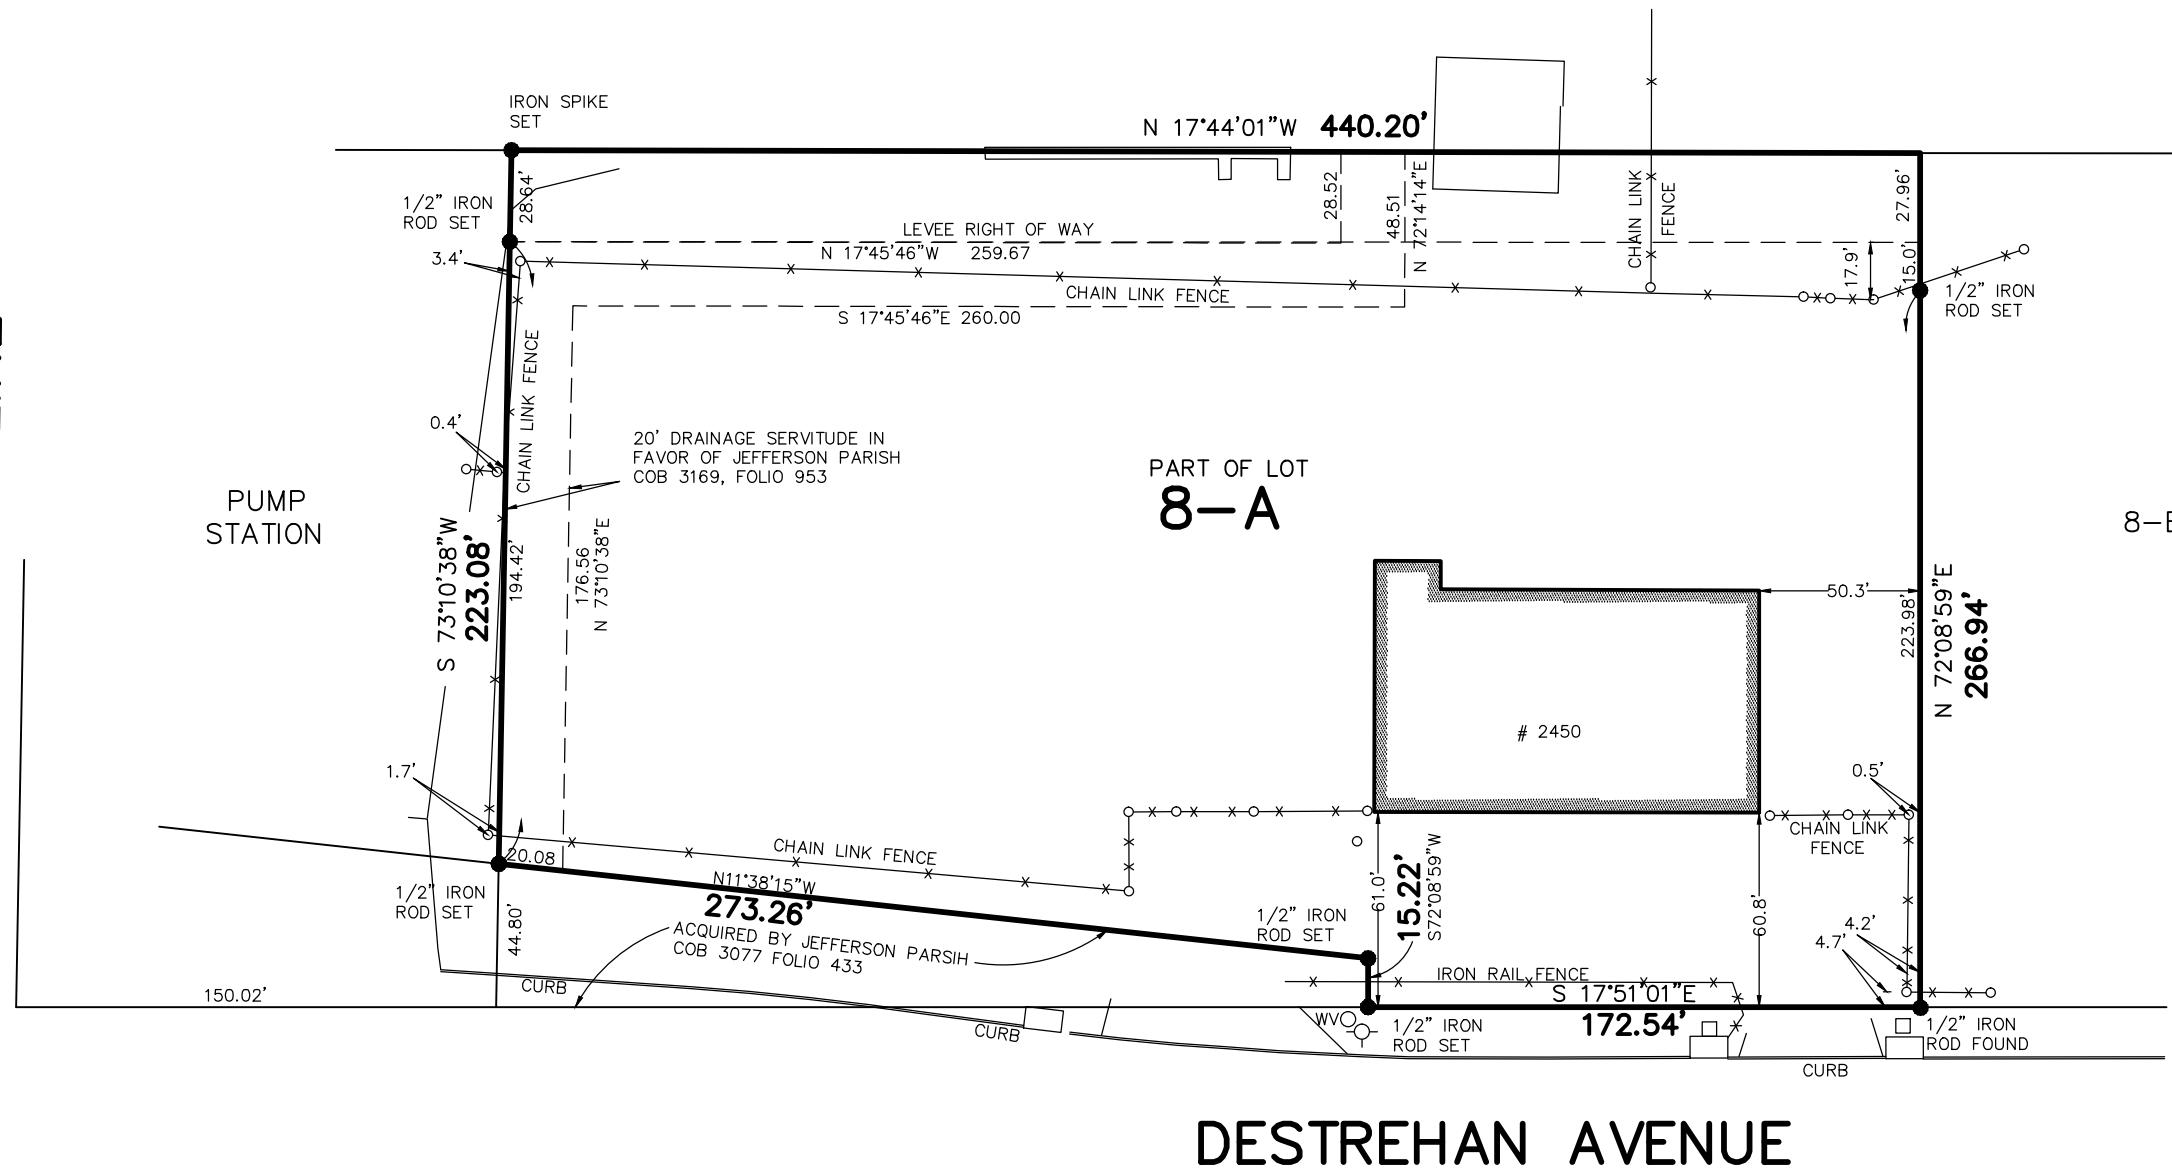 IRON SPIKE
SET
N 17°44'01"W 440.20'
28.64'
1/2" IRON
ROD SET
28.52
48.51
N 72°14'14"E
CHAIN LINK
FENCE
27.96'
LEVEE RIGHT OF WAY
N 17°45'46"W 259.67
3.4'
17.9'
15.0'
CHAIN LINK FENCE
1/2" IRON
ROD SET
S 17°45'46"E 260.00
CHAIN LINK FENCE
0.4'
20' DRAINAGE SERVITUDE IN
FAVOR OF JEFFERSON PARISH
COB 3169, FOLIO 953
PART OF LOT
8-A
PUMP
STATION
S 73°10'38"W
223.08'
194.42'
176.56
N 73°10'38"E
50.3'
223.98'
N 72°08'59"E
266.94'
# 2450
1.7'
0.5'
CHAIN LINK
FENCE
CHAIN LINK FENCE
20.08
N11°38'15"W
273.26'
1/2" IRON
ROD SET
44.80'
ACQUIRED BY JEFFERSON PARSIH
COB 3077 FOLIO 433
1/2" IRON
ROD SET
61.0'
15.22'
S72°08'59"W
60.8'
4.2'
4.7'
IRON RAIL FENCE
CURB
150.02'
S 17°51'01"E
172.54'
CURB
WV
1/2" IRON
ROD SET
1/2" IRON
ROD FOUND
CURB
DESTREHAN AVENUE